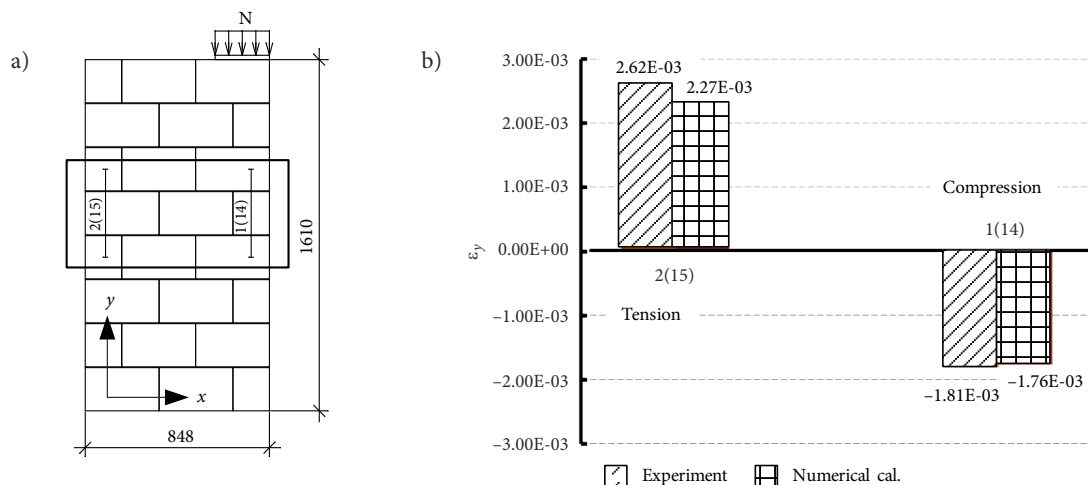 a)
N
2(15)
1(14)
1610
y
x
848
b)
3.00E-03
2.00E-03
1.00E-03
0.00E+00
−1.00E-03
−2.00E-03
−3.00E-03
εy
2.62E-03
2.27E-03
Compression
1(14)
2(15)
Tension
−1.81E-03
−1.76E-03
Experiment
Numerical cal.